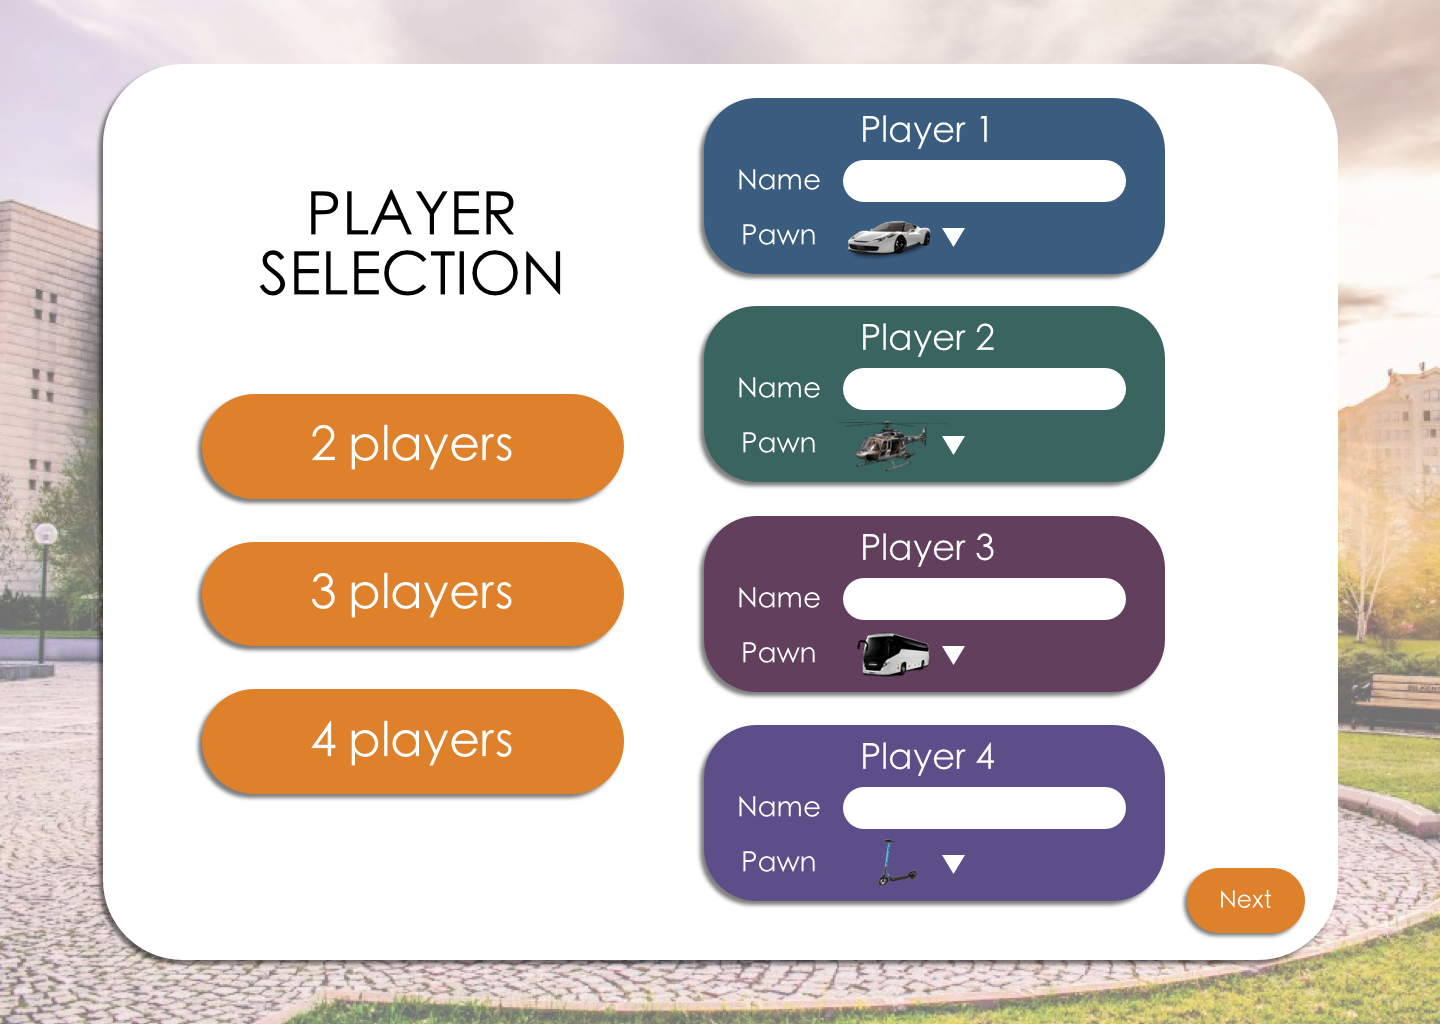 PLAYER
SELECTION
2 players
3 players
4 players
Player 1
Name
Pawn
Player 2
Name
Pawn
Player 3
Name
Pawn
Player 4
Name
Pawn
Next